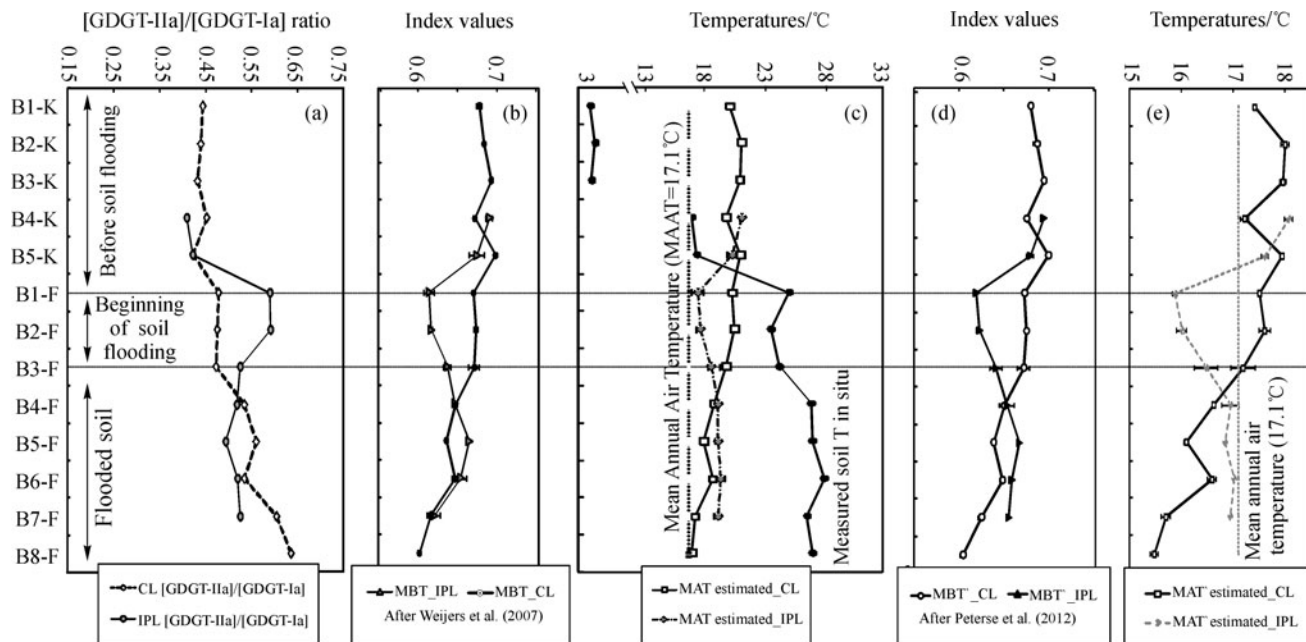 [GDGT-IIa]/[GDGT-Ia] ratio
0.15 0.25 0.35 0.45 0.55 0.65 0.75
Index values
0.6 0.7
Temperatures/℃
3 13 18 23 28 33
Index values
0.6 0.7
Temperatures/℃
15 16 17 18
B1-K
B2-K
B3-K
B4-K
B5-K
B1-F
B2-F
B3-F
B4-F
B5-F
B6-F
B7-F
B8-F
Before soil flooding
Beginning
of soil
flooding
Flooded soil
(a)
(b)
(c)
Mean Annual Air Temperature (MAAT=17.1℃)
Measured soil T in situ
(d)
(e)
Mean annual air
temperature (17.1℃)
CL [GDGT-IIa]/[GDGT-Ia]
IPL [GDGT-IIa]/[GDGT-Ia]
MBT_IPL MBT_CL
After Weijers et al. (2007)
MAT estimated_CL
MAT estimated_IPL
MBT'_CL MBT'_IPL
After Peterse et al. (2012)
MAT estimated_CL
MAT estimated_IPL